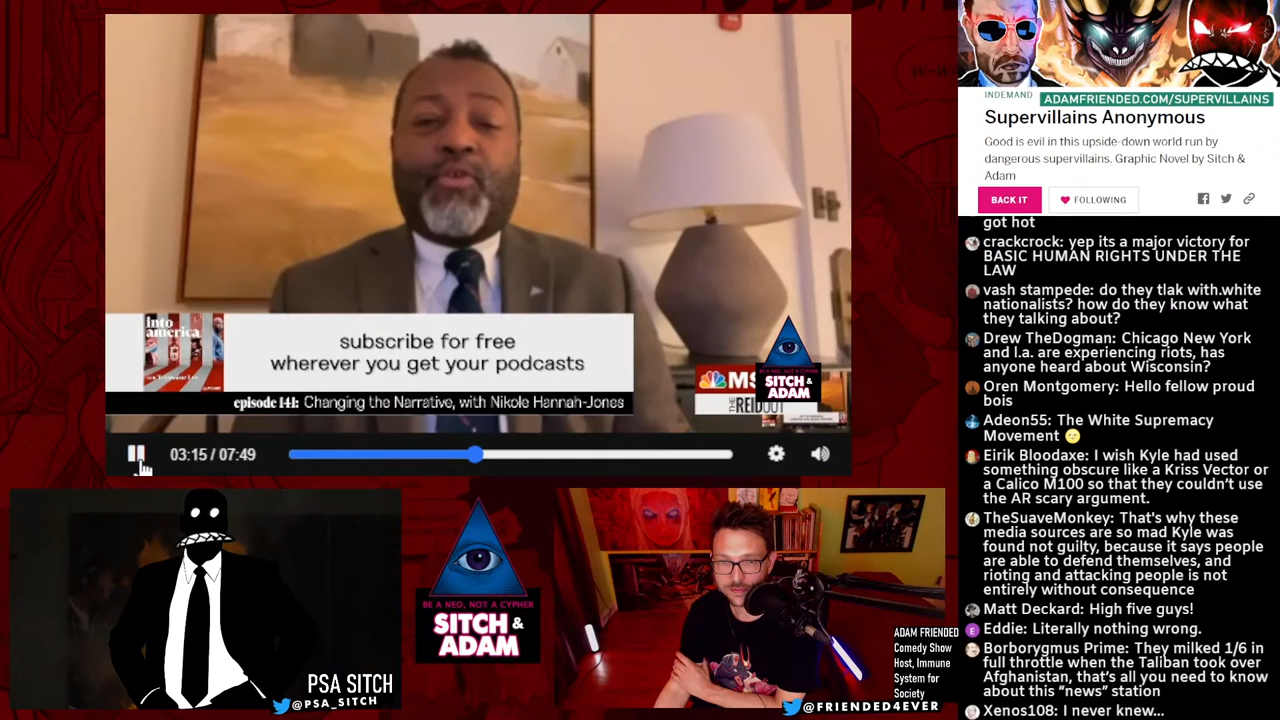 subscribe for free
wherever you get your podcasts
into
america
episode 141: Changing the Narrative, with Nikole Hannah-Jones
THE REIDOUT
BE A NEO, NOT A CYPHER
SITCH &
ADAM
03:15 / 07:49
PSA SITCH
@PSA_SITCH
BE A NEO, NOT A CYPHER
SITCH &
ADAM
ADAM FRIENDED
Comedy Show
Host, Immune
System for
Society
@FRIENDED4EVER
INDEMAND
ADAMFRIENDED.COM/SUPERVILLAINS
Supervillains Anonymous
Good is evil in this upside-down world run by
dangerous supervillains. Graphic Novel by Sitch &
Adam
BACK IT
FOLLOWING
got hot
crackcrock: yep its a major victory for
BASIC HUMAN RIGHTS UNDER THE
LAW
vash stampede: do they tlak with.white
nationalists? how do they know what
they talking about?
Drew TheDogman: Chicago New York
and l.a. are experiencing riots, has
anyone heard about Wisconsin?
Oren Montgomery: Hello fellow proud
bois
Adeon55: The White Supremacy
Movement 🤔
Eirik Bloodaxe: I wish Kyle had used
something obscure like a Kriss Vector or
a Calico M100 so that they couldn't use
the AR scary argument.
TheSuaveMonkey: That's why these
media sources are so mad Kyle was
found not guilty, because it says people
are able to defend themselves, and
rioting and attacking people is not
entirely without consequence
Matt Deckard: High five guys!
E
Eddie: Literally nothing wrong.
Borborygmus Prime: They milked 1/6 in
full throttle when the Taliban took over
Afghanistan, that's all you need to know
about this “news” station
Xenos108: I never knew...